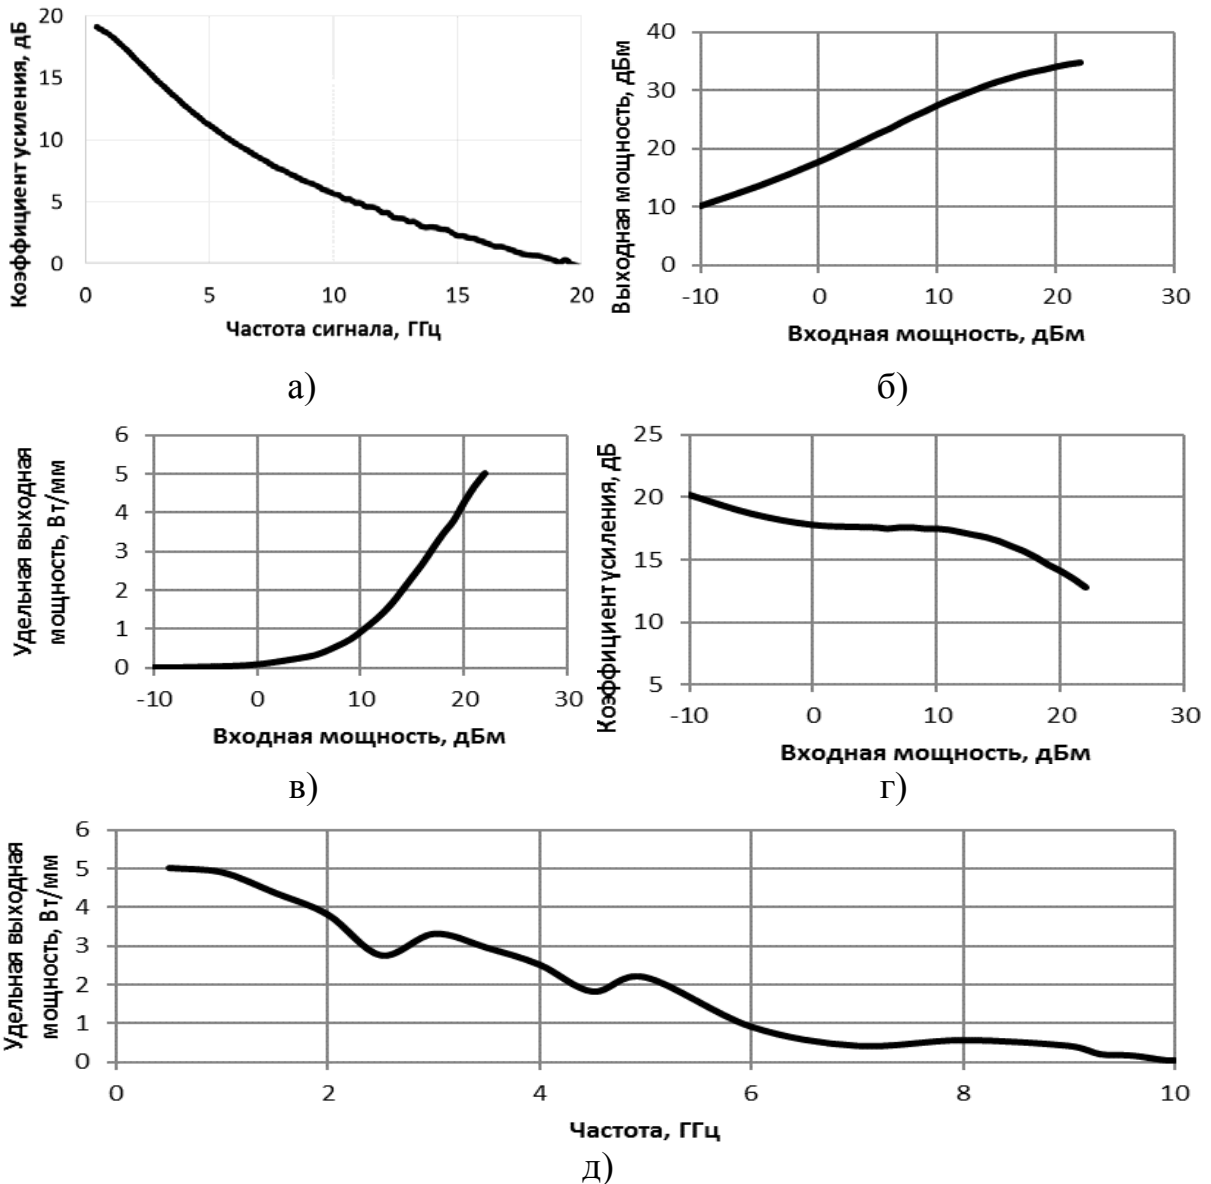 Коэффициент усиления, дБ
20
15
10
5
0
0 5 10 15 20
Частота сигнала, ГГц
а)
Выходная мощность, дБм
40
30
20
10
0
-10 0 10 20 30
Входная мощность, дБм
б)
Удельная выходная
мощность, Вт/мм
6
5
4
3
2
1
0
-10 0 10 20 30
Входная мощность, дБм
в)
Коэффициент усиления, дБ
25
20
15
10
5
-10 0 10 20 30
Входная мощность, дБм
г)
Удельная выходная
мощность, Вт/мм
6
5
4
3
2
1
0
0 2 4 6 8 10
Частота, ГГц
д)